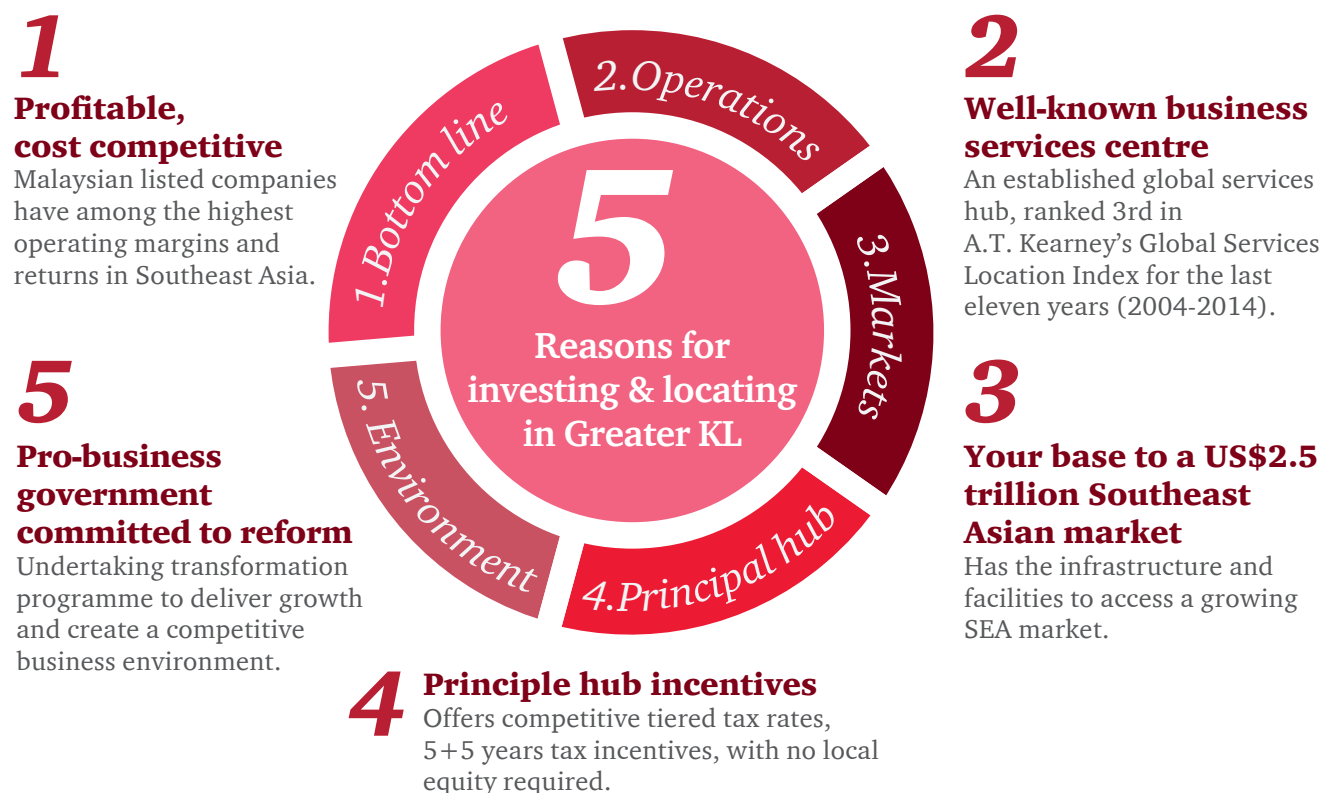 1
Profitable,
cost competitive
Malaysian listed companies
have among the highest
operating margins and
returns in Southeast Asia.
2
Well-known business
services centre
An established global services
hub, ranked 3rd in
A.T. Kearney's Global Services
Location Index for the last
eleven years (2004-2014).
3
Your base to a US$2.5
trillion Southeast
Asian market
Has the infrastructure and
facilities to access a growing
SEA market.
4
Principle hub incentives
Offers competitive tiered tax rates,
5+5 years tax incentives, with no local
equity required.
5
Pro-business
government
committed to reform
Undertaking transformation
programme to deliver growth
and create a competitive
business environment.
1.Bottom line
2.Operations
3.Markets
4.Principal hub
5. Environment
5
Reasons for
investing & locating
in Greater KL